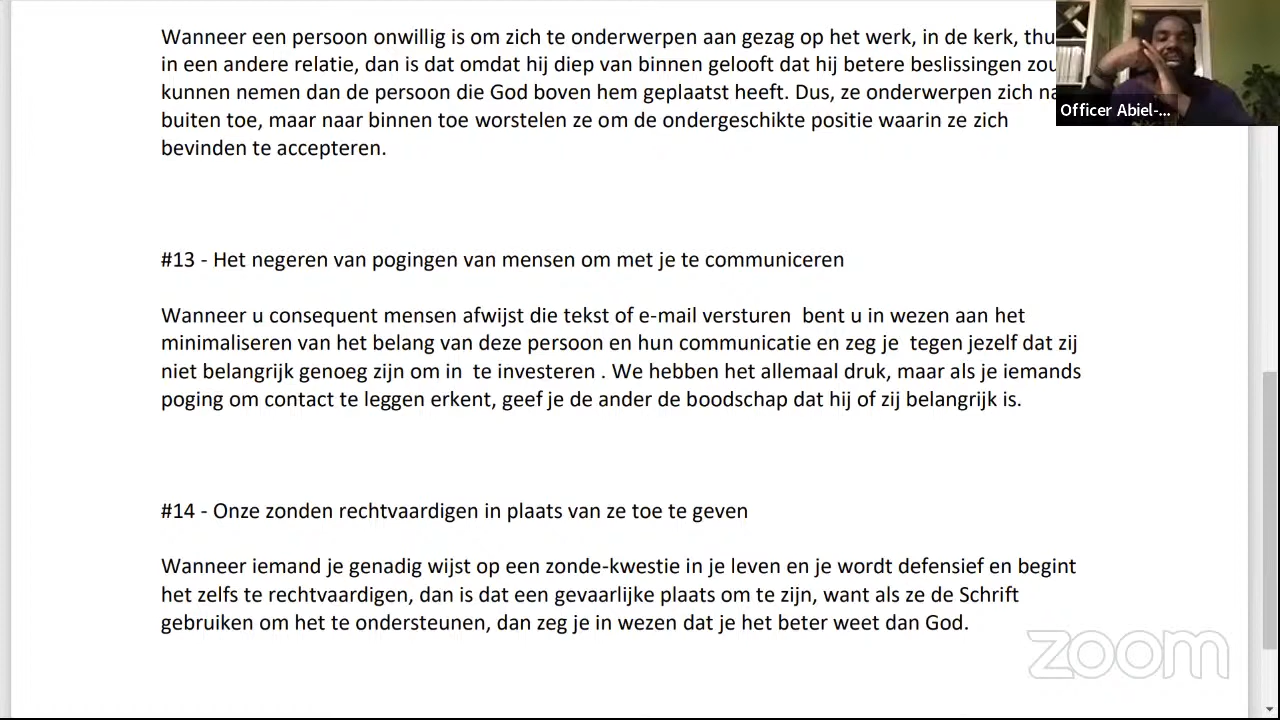 Wanneer een persoon onwillig is om zich te onderwerpen aan gezag op het werk, in de kerk,
in een andere relatie, dan is dat omdat hij diep van binnen gelooft dat hij betere beslissingen
kunnen nemen dan de persoon die God boven hem geplaatst heeft. Dus, ze onderwerpen zich
Officer Abiel-...
buiten toe, maar naar binnen toe worstelen ze om de ondergeschikte positie waarin ze zich
bevinden te accepteren.
#13 - Het negeren van pogingen van mensen om met je te communiceren
Wanneer u consequent mensen afwijst die tekst of e-mail versturen bent u in wezen aan het
minimaliseren van het belang van deze persoon en hun communicatie en zeg je tegen jezelf dat zij
niet belangrijk genoeg zijn om in te investeren . We hebben het allemaal druk, maar als je iemands
poging om contact te leggen erkent, geef je de ander de boodschap dat hij of zij belangrijk is.
#14 - Onze zonden rechtvaardigen in plaats van ze toe te geven
Wanneer iemand je genadig wijst op een zonde-kwestie in je leven en je wordt defensief en begint
het zelfs te rechtvaardigen, dan is dat een gevaarlijke plaats om te zijn, want als ze de Schrift
gebruiken om het te ondersteunen, dan zeg je in wezen dat je het beter weet dan God.
zoom